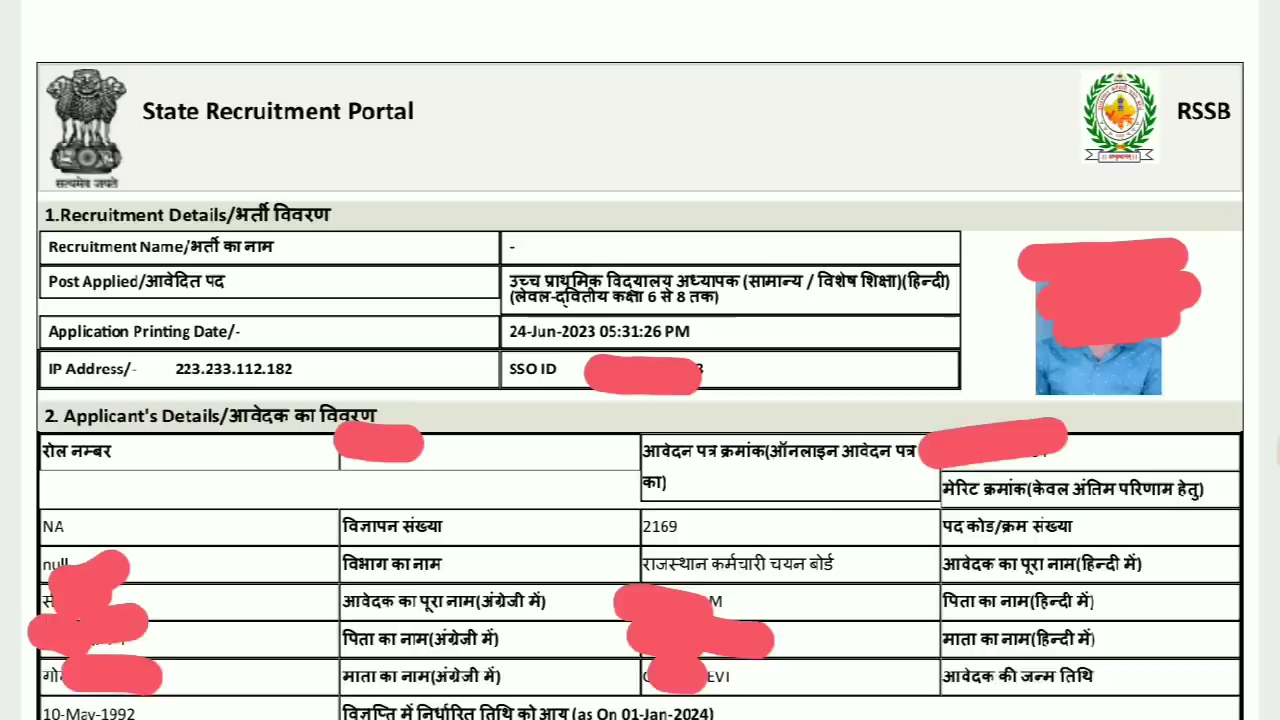 सत्यमेव जयते
State Recruitment Portal
RSSB
1.Recruitment Details/भर्ती विवरण
Recruitment Name/भर्ती का नाम -
Post Applied/आवेदित पद उच्च प्राथमिक विद्यालय अध्यापक (सामान्य / विशेष शिक्षा)(हिन्दी)
(लेवल-द्वितीय कक्षा 6 से 8 तक)
Application Printing Date/- 24-Jun-2023 05:31:26 PM
IP Address/- 223.233.112.182 SSO ID
2. Applicant's Details/आवेदक का विवरण
रोल नम्बर आवेदन पत्र क्रमांक(ऑनलाइन आवेदन पत्र
का) मेरिट क्रमांक(केवल अंतिम परिणाम हेतु)
NA विज्ञापन संख्या 2169 पद कोड/क्रम संख्या
null विभाग का नाम राजस्थान कर्मचारी चयन बोर्ड आवेदक का पूरा नाम(हिन्दी में)
आवेदक का पूरा नाम(अंग्रेजी में) पिता का नाम(हिन्दी में)
पिता का नाम(अंग्रेजी में) माता का नाम(हिन्दी में)
माता का नाम(अंग्रेजी में) आवेदक की जन्म तिथि
10-May-1992 विज्ञप्ति में निर्धारित तिथि को आयु (as On 01-Jan-2024)